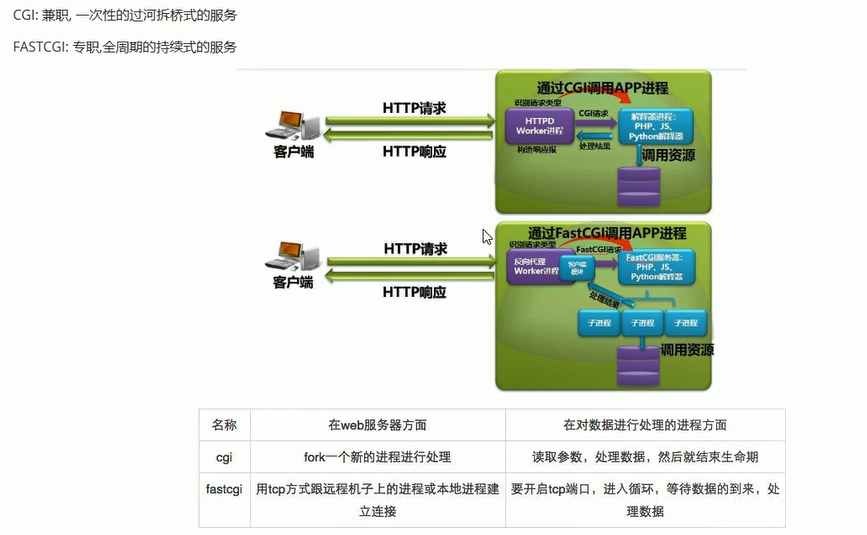 CGI: 兼职, 一次性的过河拆桥式的服务
FASTCGI: 专职,全周期的持续式的服务
通过CGI调用APP进程
HTTP请求
识别请求类型
CGI请求
HTTPD
Worker进程
解释器进程:
PHP、JS、
Python解释器
客户端
HTTP响应
构造响应报
处理结果
调用资源
通过FastCGI调用APP进程
HTTP请求
识别请求类型
FastCGI请求
反向代理
Worker进程
客户端
模块
FastCGI服务器:
PHP、JS、
Python解释器
客户端
HTTP响应
处理结果
子进程
子进程
子进程
调用资源
名称 在web服务器方面 在对数据进行处理的进程方面
cgi fork一个新的进程进行处理 读取参数，处理数据，然后就结束生命期
fastcgi 用tcp方式跟远程机子上的进程或本地进程建
立连接 要开启tcp端口，进入循环，等待数据的到来，处
理数据